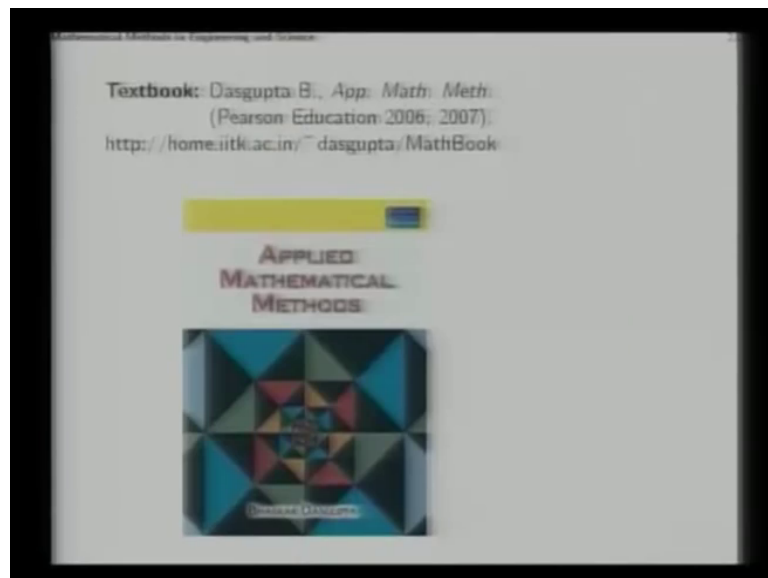 Mathematical Methods in Engineering and Science
Textbook: Dasgupta B., App. Math. Meth.
(Pearson Education 2006, 2007).
http://home.iitk.ac.in/~dasgupta/MathBook
APPLIED
MATHEMATICAL
METHODS
BHASKAR DASGUPTA